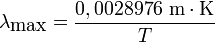 λmax = 0,0028976 m · K / T